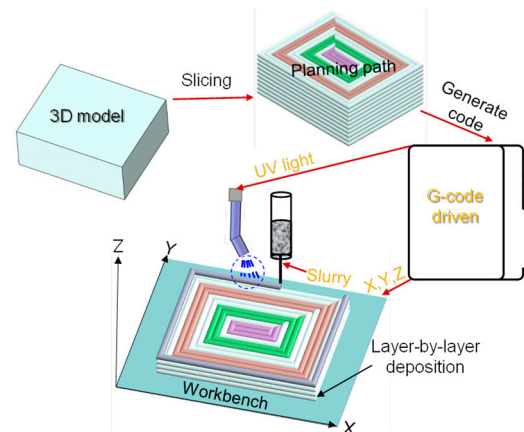 Slicing
Planning path
3D model
Generate
code
UV light
G-code
driven
Z
Y
Slurry
X,Y,Z
Layer-by-layer
deposition
Workbench
X